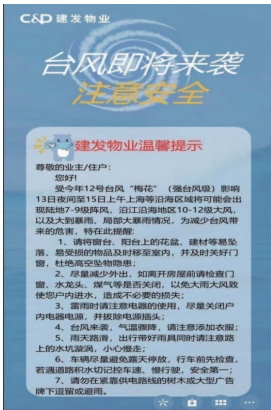 C&D 建发物业
台风即将来袭
注意安全
建发物业温馨提示
尊敬的业主/住户：
您好!
受今年12号台风“梅花”（强台风级）影响
13日夜间至15日上午上海等沿海区域将可能会出
现陆地7-9级阵风，沿江沿海地区10-12级大风，
以及大到暴雨、局部大暴雨情况，为减少台风带
来的危害，特在此提醒：
1、请将窗台、阳台上的花盆、建材等易坠
落、易受损的物品及时移至室内，并及时关好门
窗，杜绝高空坠物隐患；
2、尽量减少外出，如离开房屋前请检查门
窗、水龙头、煤气等是否关闭，以免大雨大风致
使您户内进水，造成不必要的损失；
3、雷雨时请注意电器的使用，尽量关闭户
内电器电源，并拔除电源插头；
4、台风来袭，气温骤降，请注意添加衣服；
5、雨天路滑，出行带好雨具同时请注意路
上的水坑漩涡，小心慢走；
6、车辆尽量避免露天停放，行车前先检查，
若遇道路积水切记控车速、慢行驶，安全第一；
7、请勿在紧靠供电路线的树木或大型广告
牌下逗留或避雨。